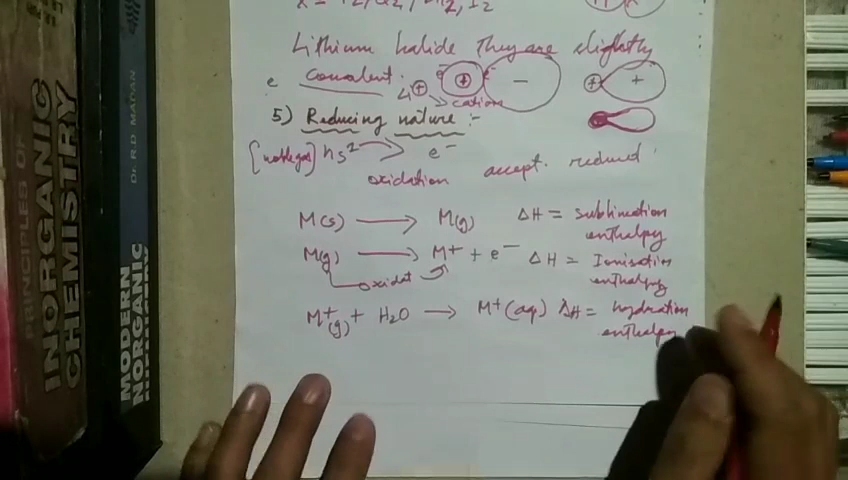 Lithium halide They are slightly
covalent.
e⁻ e⁻
⊕ −
⊕ +
Li⊕
cation
5) Reducing nature :-
[noble gas] ns² → e⁻
oxidation accept. reduced
M(s) → M(g) ΔH = sublimation
enthalpy
M(g) → M⁺ + e⁻ ΔH = Ionisation
oxidat enthalpy
M⁺(g) + H₂O → M⁺(aq) ΔH = hydration
enthalpy
PRINCIPLES OF
INORGANIC
CHEMISTRY
Dr. R.D MADAN
MODERN
INORGANIC